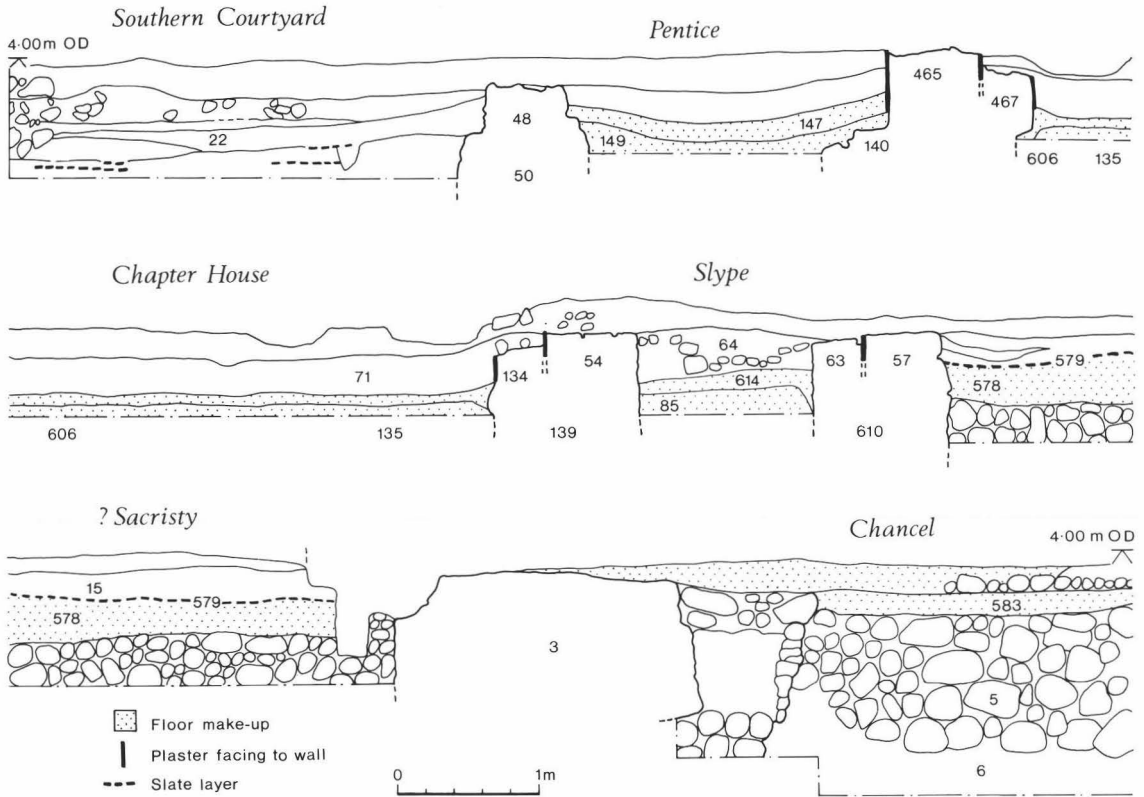 Southern Courtyard
Pentice
4·00m OD
465
467
48
22
147
149
140
606
135
50
Chapter House
Slype
71
134
54
64
63
57
579
614
578
85
606
135
139
610
? Sacristy
Chancel
4·00 m OD
15
579
578
583
3
5
6
Floor make-up
Plaster facing to wall
Slate layer
0
1m